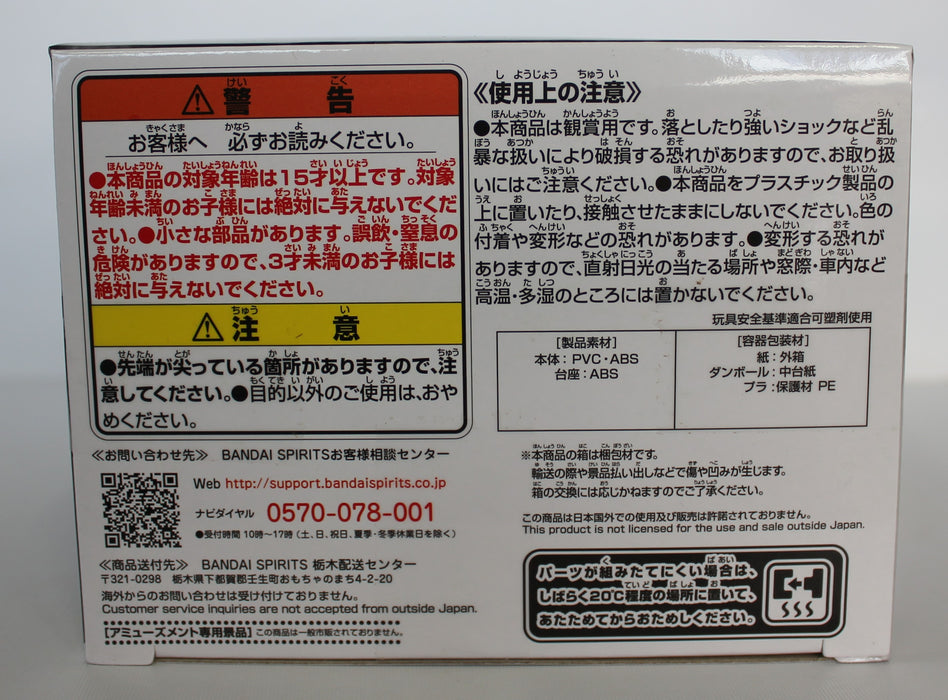 ⚠警告
お客様へ 必ずお読みください。
●本商品の対象年齢は15才以上です。対象
年齢未満のお子様には絶対に与えないでくだ
さい。●小さな部品があります。誤飲・窒息の
危険がありますので、3才未満のお子様には
絶対に与えないでください。
⚠注意
●先端が尖っている箇所がありますので、注
意してください。●目的以外のご使用は、おや
めください。
≪お問い合わせ先≫ BANDAI SPIRITSお客様相談センター
Web http://support.bandaispirits.co.jp
ナビダイヤル 0570-078-001
●受付時間 10時~17時 (土、日、祝日、夏季・冬季休業日を除く)
≪商品送付先≫ BANDAI SPIRITS 栃木配送センター
〒321-0298 栃木県下都賀郡壬生町おもちゃのまち4-2-20
海外からのお問い合わせは受け付けておりません。
Customer service inquiries are not accepted from outside Japan.
[アミューズメント専用景品] この商品は一般市販されておりません。
≪使用上の注意≫
●本商品は観賞用です。落としたり強いショックなど乱
暴な扱いにより破損する恐れがありますので、お取り扱
いにはご注意ください。●本商品をプラスチック製品の
上に置いたり、接触させたままにしないでください。色の
付着や変形などの恐れがあります。●変形する恐れが
ありますので、直射日光の当たる場所や窓際・車内など
高温・多湿のところには置かないでください。
玩具安全基準適合可塑剤使用
[製品素材]
本体:PVC・ABS
台座:ABS
[容器包装材]
紙:外箱
ダンボール:中台紙
プラ:保護材 PE
※本商品の箱は梱包材です。
輸送の際や景品払い出しなどで傷や凹みが生じます。
箱の交換には応じかねますのでご了承ください。
この商品は日本国外での使用及び販売は許諾されておりません。
This product is not licensed for the use and sale outside Japan.
パーツが組みたてにくい場合は、
しばらく20℃程度の場所に置いて、
あたためてからおためしください。